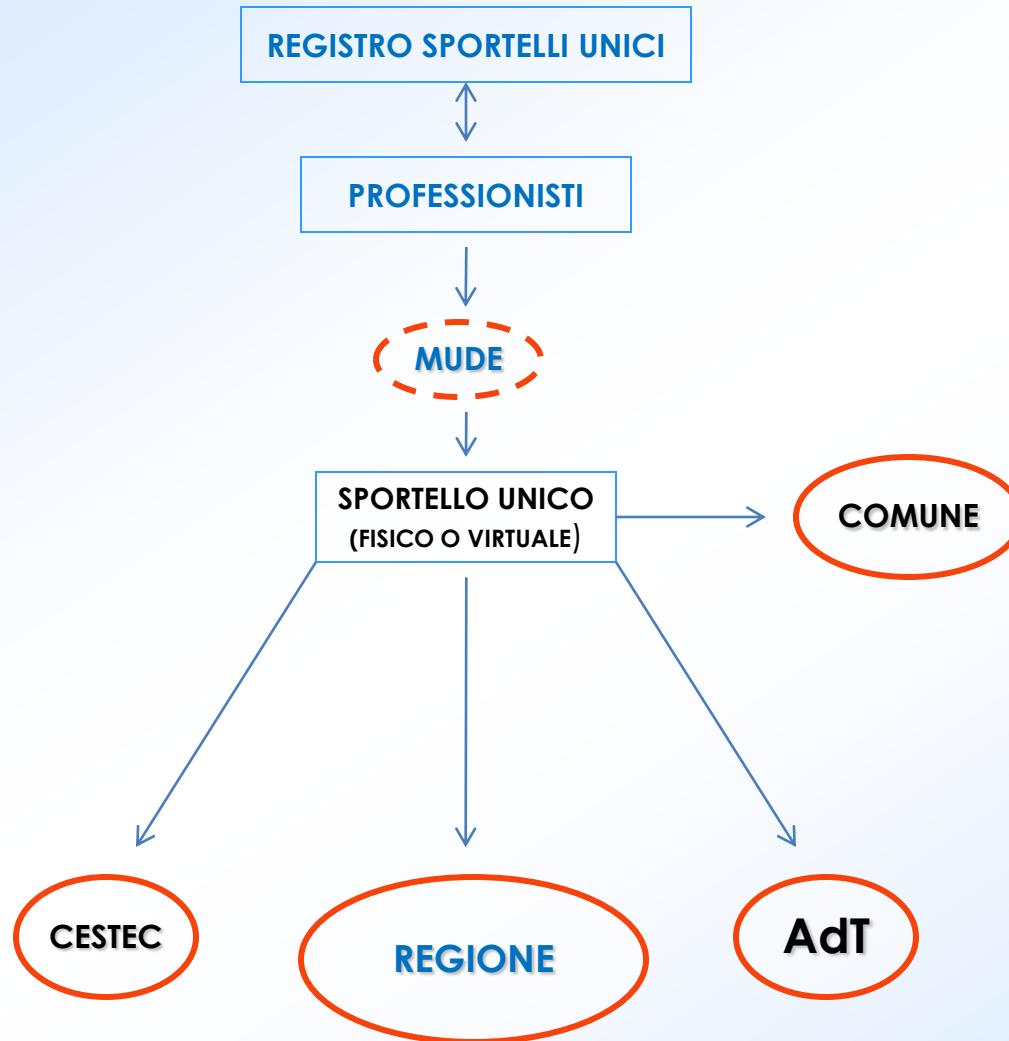 REGISTRO SPORTELLI UNICI
PROFESSIONISTI
MUDE
SPORTELLO UNICO
(FISICO O VIRTUALE)
COMUNE
CESTEC
REGIONE
AdT